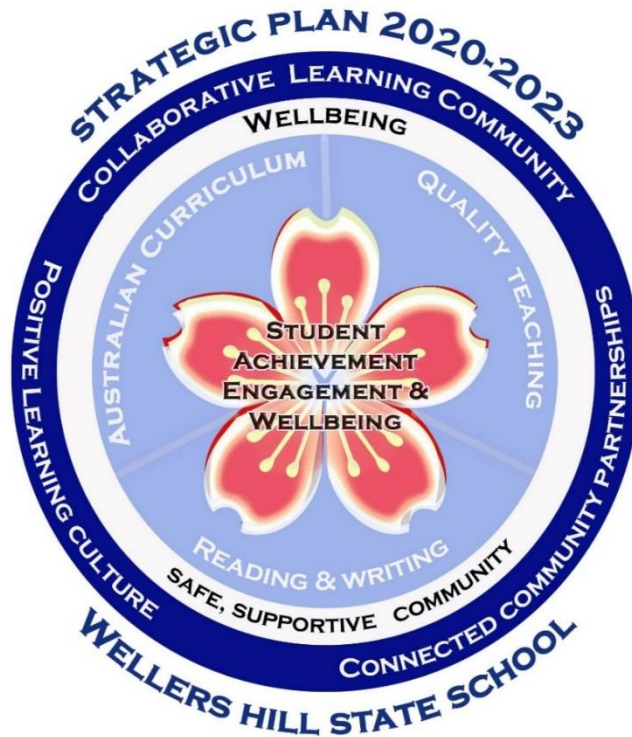 STRATEGIC PLAN 2020-2023
COLLABORATIVE LEARNING COMMUNITY
WELLBEING
AUSTRALIAN CURRICULUM
QUALITY TEACHING
STUDENT
ACHIEVEMENT
ENGAGEMENT &
WELLBEING
READING & WRITING
SAFE, SUPPORTIVE COMMUNITY
POSITIVE LEARNING CULTURE
CONNECTED COMMUNITY PARTNERSHIPS
WELLERS HILL STATE SCHOOL